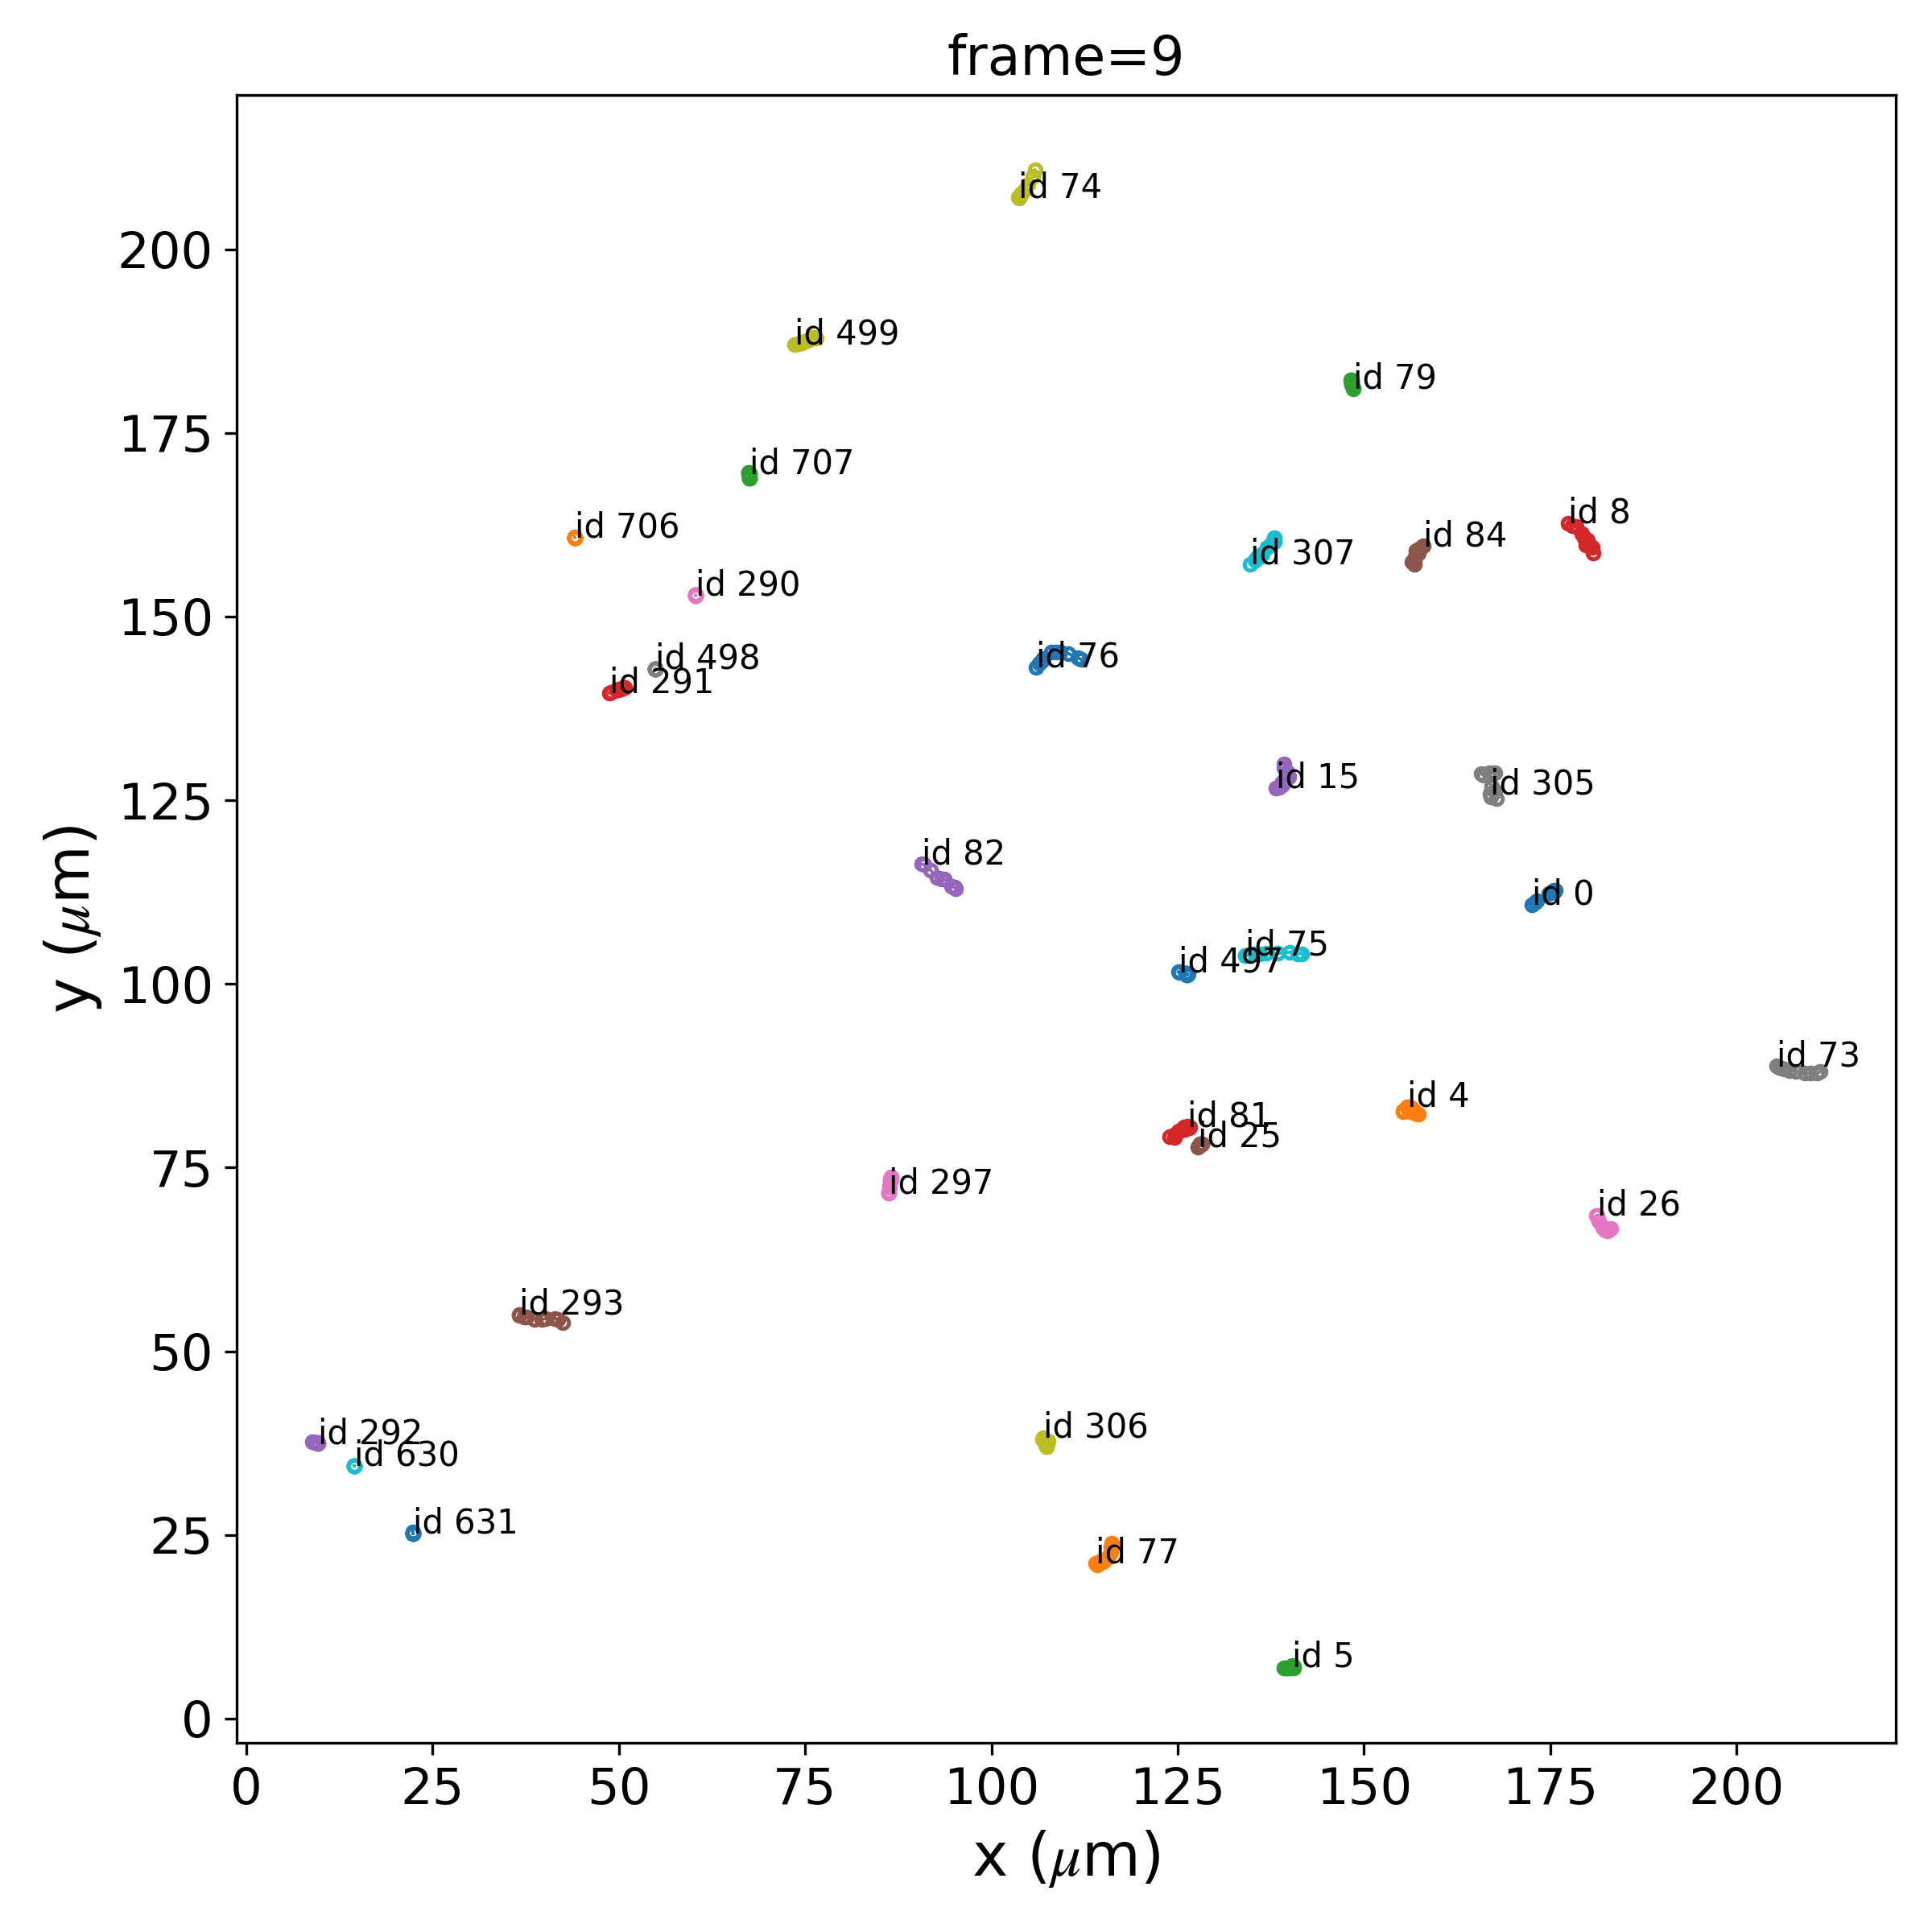 frame=9
id 74
id 499
id 79
id 707
id 8
id 706
id 84
id 307
id 290
id 498
id 76
id 291
id 15
id 305
id 82
id 0
id 75
id 497
id 73
id 4
id 81
id 25
id 297
id 26
id 293
id 292
id 306
id 630
id 631
id 77
id 5
200
175
150
125
100
75
50
25
0
y (μm)
0 25 50 75 100 125 150 175 200
x (μm)